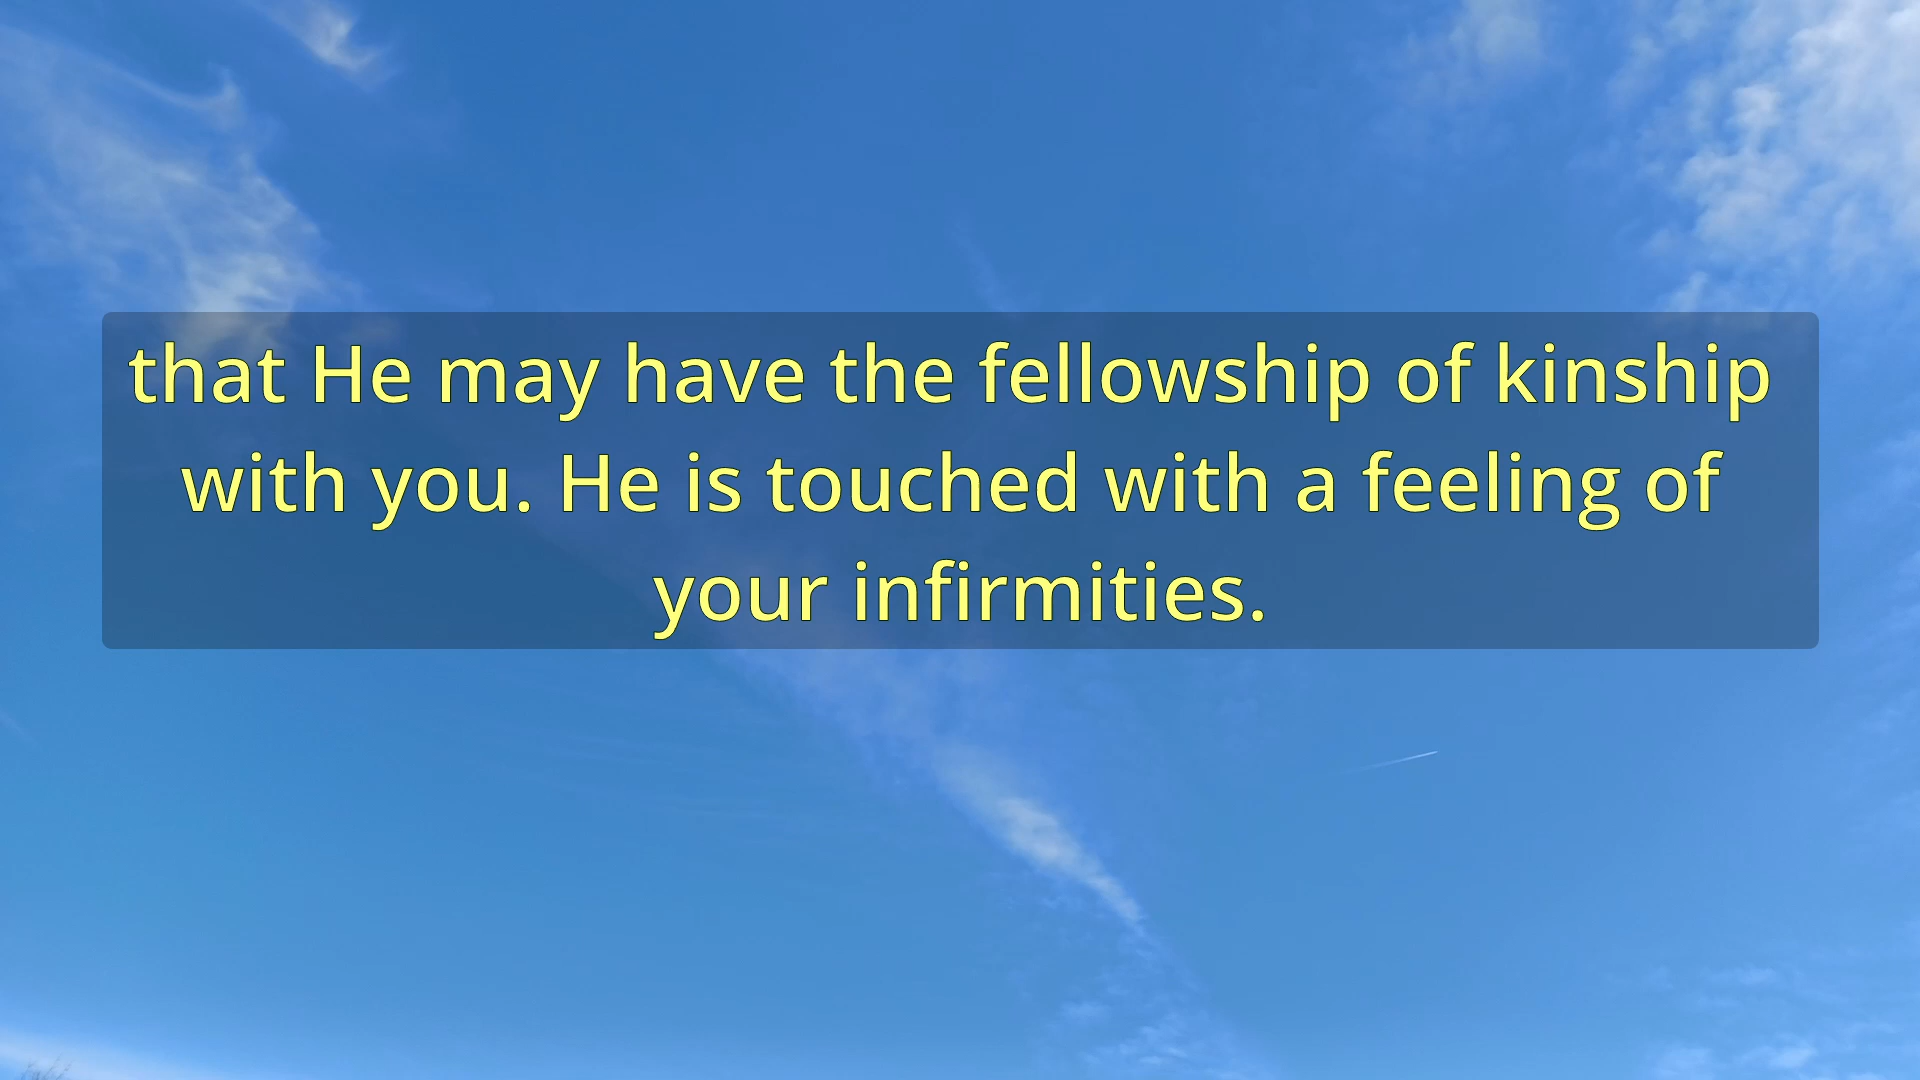 that He may have the fellowship of kinship
with you. He is touched with a feeling of
your infirmities.